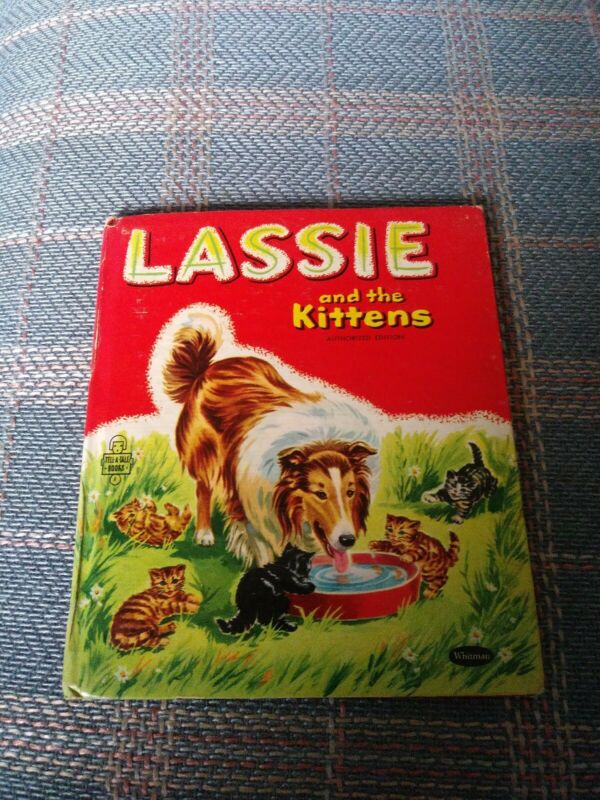 LASSIE
and the
Kittens
AUTHORIZED EDITION
TELL-A-TALE
BOOKS
Whitman